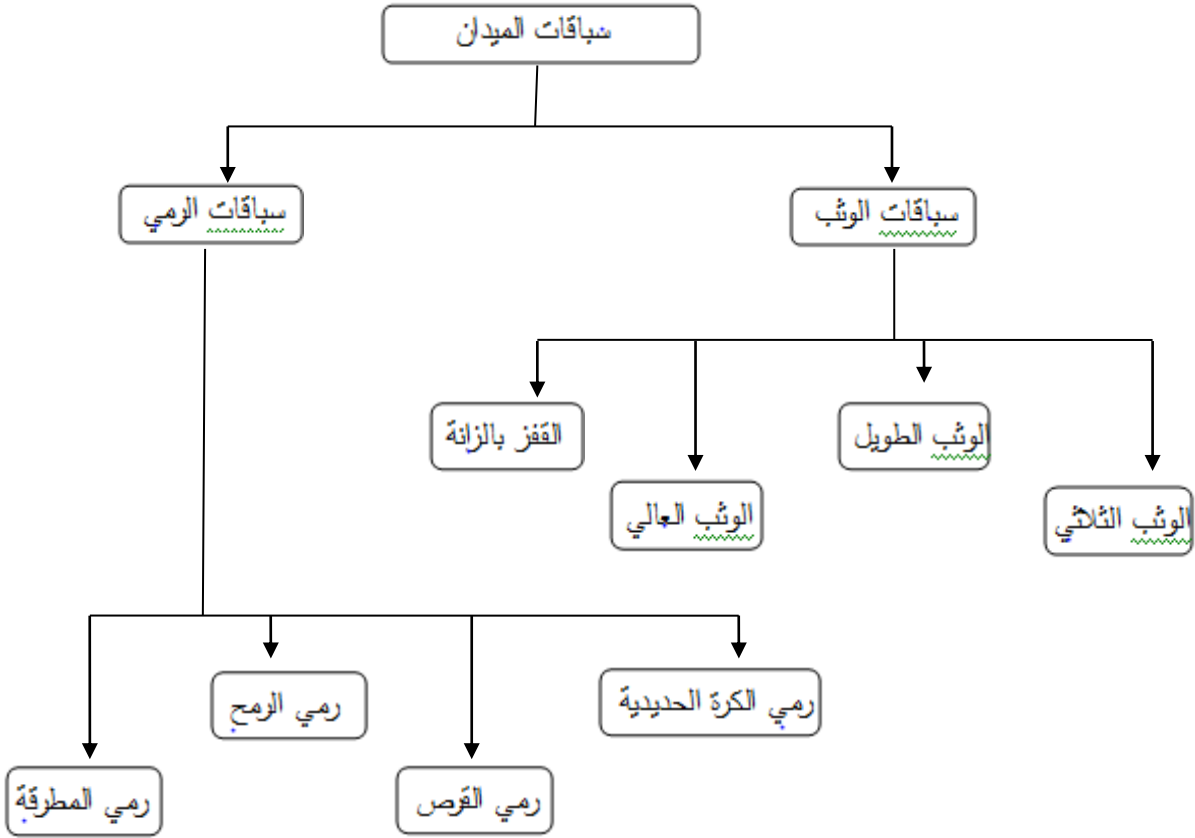 سباقات الميدان
سباقات الوثب
سباقات الرمي
الوثب الطويل
القفز بالزانة
الوثب الثلاثي
الوثب العالي
رمي الكرة الحديدية
رمي الرمح
رمي القرص
رمي المطرقة